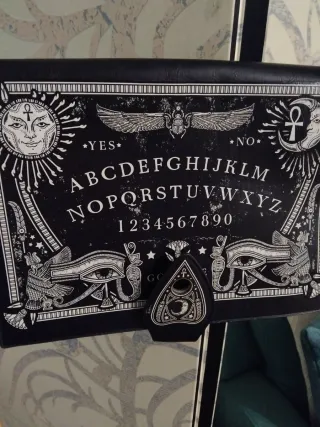 YES NO
ABCDEFGHIJKLM
NOPQRSTUVWXYZ
1234567890